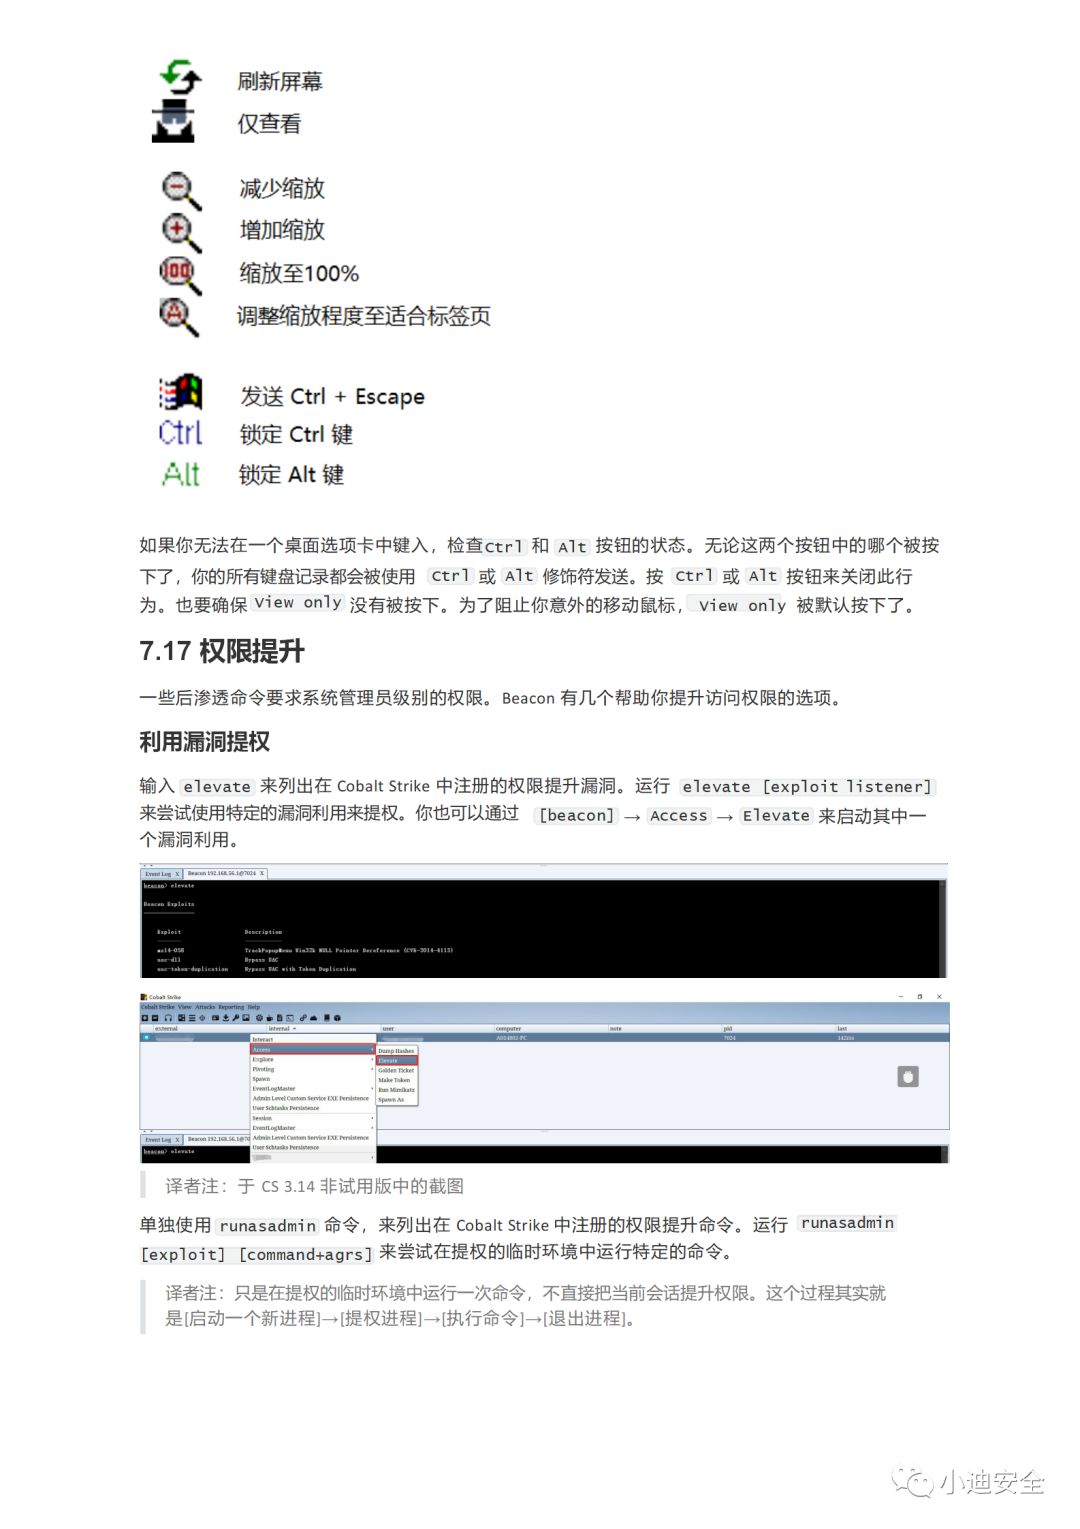 刷新屏幕
仅查看
减少缩放
增加缩放
缩放至100%
调整缩放程度至适合标签页
发送 Ctrl + Escape
Ctrl 锁定 Ctrl 键
Alt 锁定 Alt 键
如果你无法在一个桌面选项卡中键入，检查 Ctrl 和 Alt 按钮的状态。无论这两个按钮中的哪个被按
下了，你的所有键盘记录都会被使用 Ctrl 或 Alt 修饰符发送。按 Ctrl 或 Alt 按钮来关闭此行
为。也要确保 View only 没有被按下。为了阻止你意外的移动鼠标， View only 被默认按下了。
7.17 权限提升
一些后渗透命令要求系统管理员级别的权限。Beacon 有几个帮助你提升访问权限的选项。
利用漏洞提权
输入 elevate 来列出在 Cobalt Strike 中注册的权限提升漏洞。运行 elevate [exploit listener]
来尝试使用特定的漏洞利用来提权。你也可以通过 [beacon] → Access → Elevate 来启动其中一
个漏洞利用。
Event Log X Beacon 192.168.56.1@7024 X
beacon> elevate
Beacon Exploits
Exploit Description
ms14-058 TrackPopupMenu Win32k NULL Pointer Dereference (CVE-2014-4113)
uac-dll Bypass UAC
uac-token-duplication Bypass UAC with Token Duplication
Cobalt Strike
Cobalt Strike View Attacks Reporting Help
external internal user computer note pid last
A014802-PC 7024 142ms
Interact
Access Dump Hashes
Explore Elevate
Pivoting Golden Ticket
Spawn Make Token
EventLogMaster Run Mimikatz
Admin Level Custom Service EXE Persistence Spawn As
User Schtasks Persistence
Session
EventLogMaster
Event Log X Beacon 192.168.56.1@70 Admin Level Custom Service EXE Persistence
beacon> elevate User Schtasks Persistence
译者注：于 CS 3.14 非试用版中的截图
单独使用 runasadmin 命令，来列出在 Cobalt Strike 中注册的权限提升命令。运行 runasadmin
[exploit] [command+agrs] 来尝试在提权的临时环境中运行特定的命令。
译者注：只是在提权的临时环境中运行一次命令，不直接把当前会话提升权限。这个过程其实就
是[启动一个新进程]→[提权进程]→[执行命令]→[退出进程]。
小迪安全